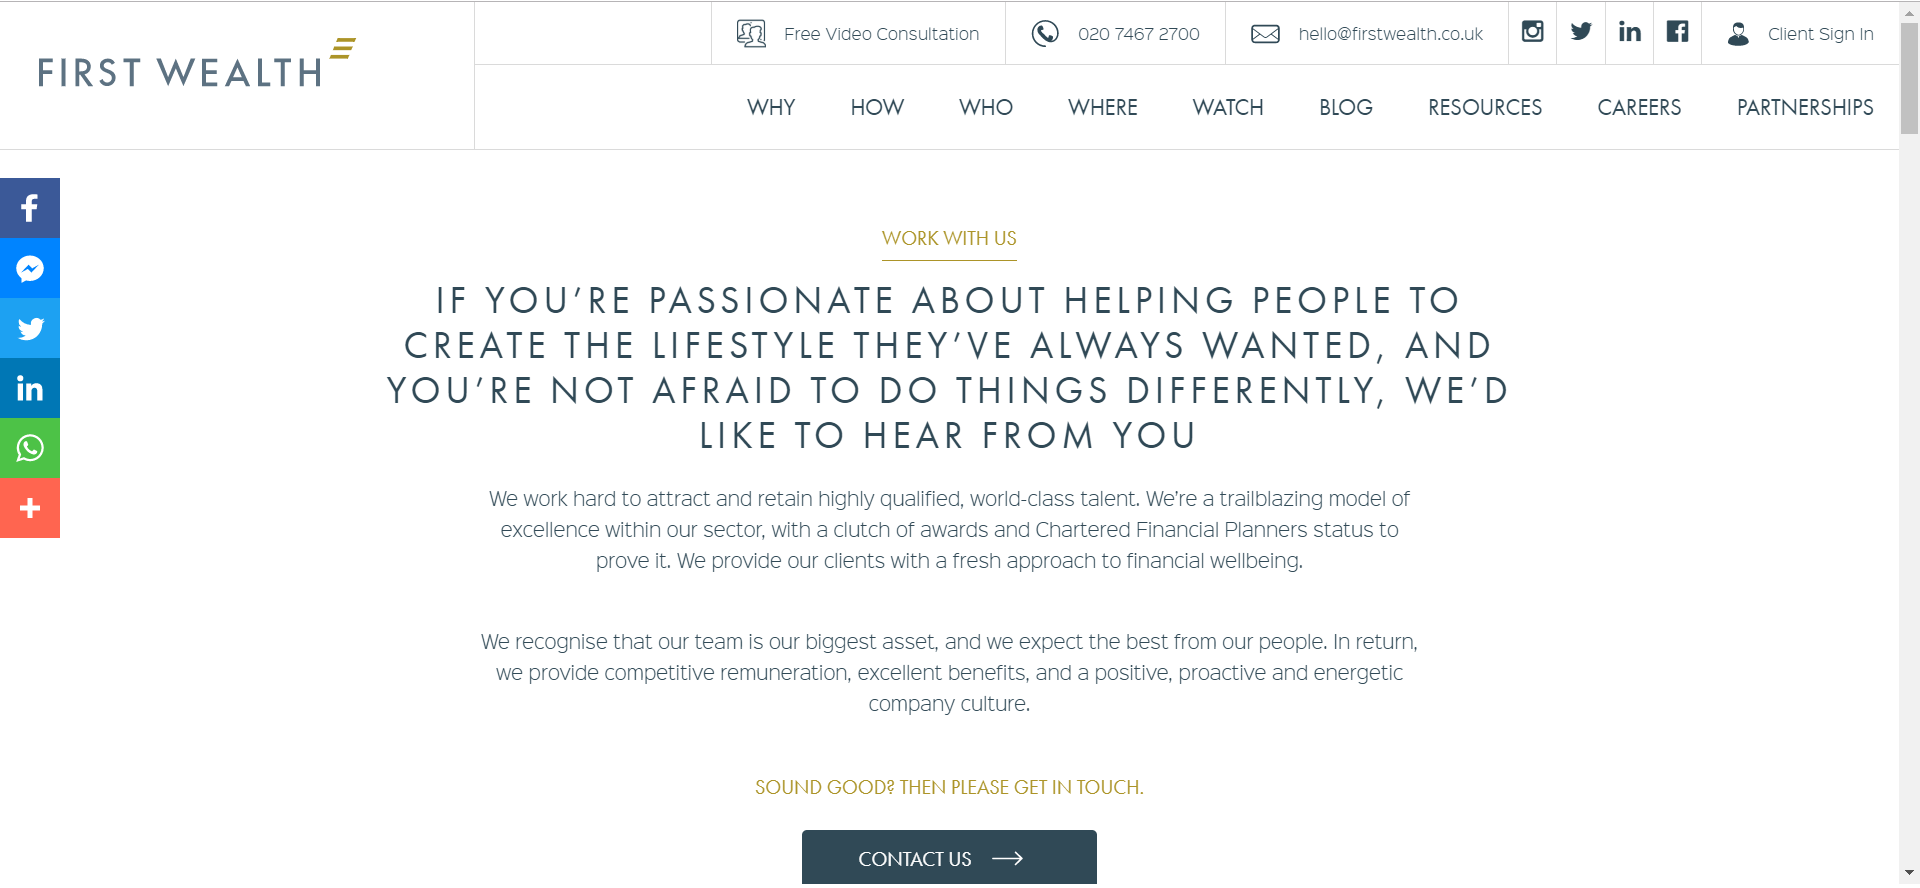 Free Video Consultation
020 7467 2700
hello@firstwealth.co.uk
Client Sign In
FIRST WEALTH
WHY
HOW
WHO
WHERE
WATCH
BLOG
RESOURCES
CAREERS
PARTNERSHIPS
WORK WITH US
IF YOU’RE PASSIONATE ABOUT HELPING PEOPLE TO
CREATE THE LIFESTYLE THEY’VE ALWAYS WANTED, AND
YOU’RE NOT AFRAID TO DO THINGS DIFFERENTLY, WE’D
LIKE TO HEAR FROM YOU
We work hard to attract and retain highly qualified, world-class talent. We’re a trailblazing model of
excellence within our sector, with a clutch of awards and Chartered Financial Planners status to
prove it. We provide our clients with a fresh approach to financial wellbeing.
We recognise that our team is our biggest asset, and we expect the best from our people. In return,
we provide competitive remuneration, excellent benefits, and a positive, proactive and energetic
company culture.
SOUND GOOD? THEN PLEASE GET IN TOUCH.
CONTACT US